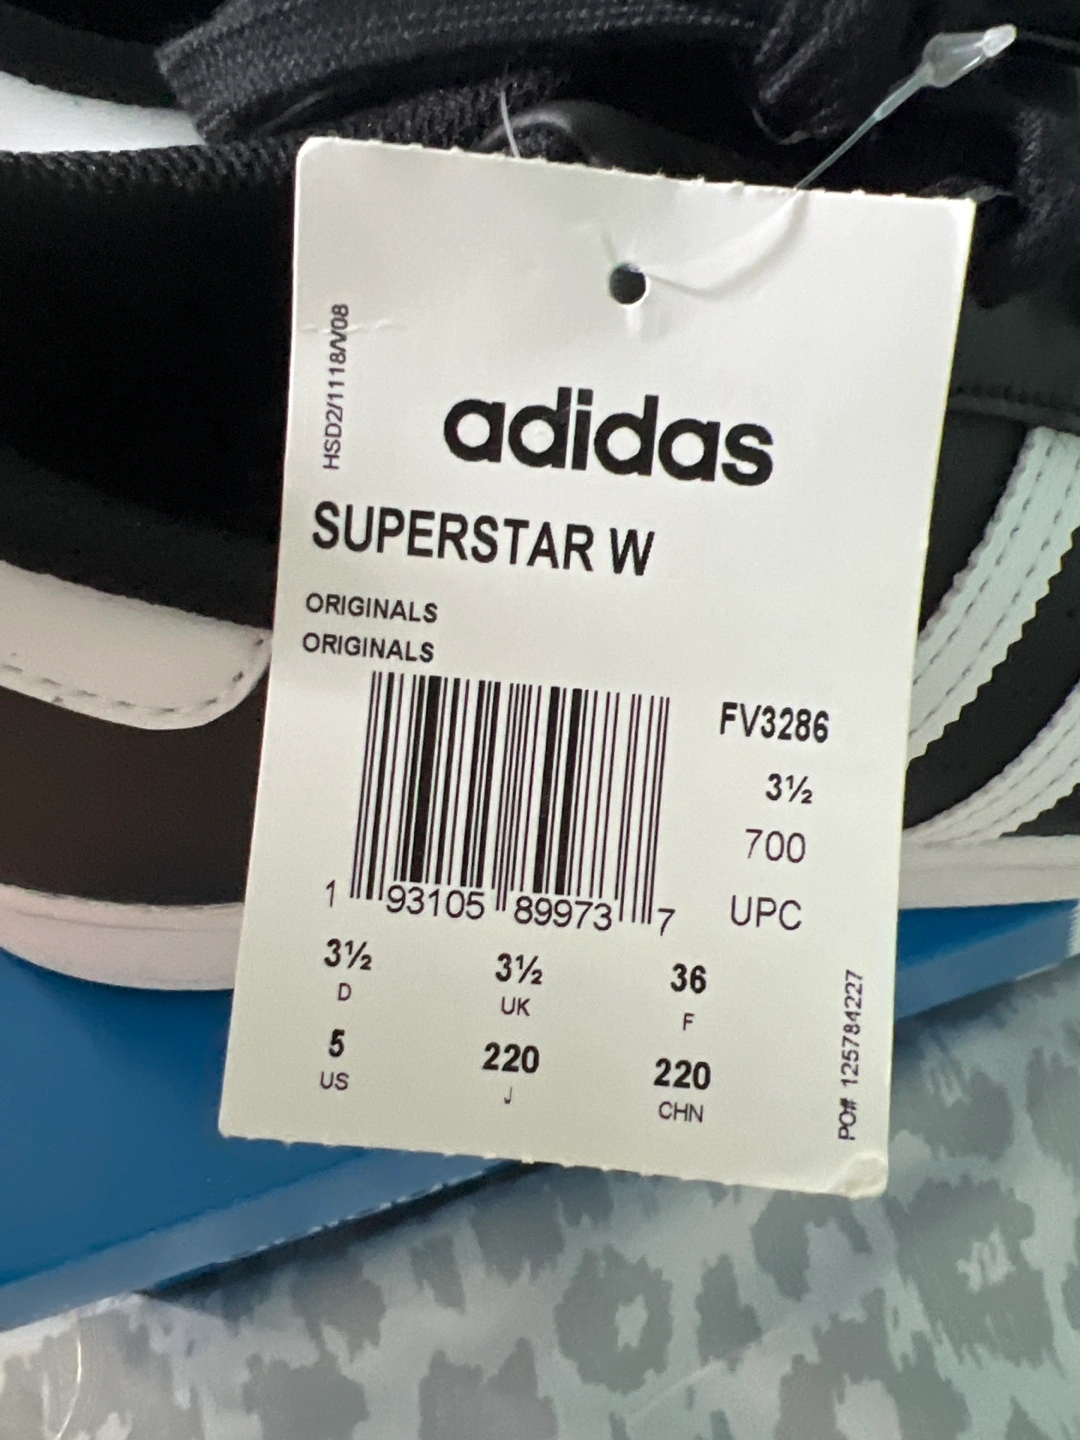 HSD2/1118/V08
adidas
SUPERSTAR W
ORIGINALS
ORIGINALS
FV3286
3½
700
UPC
1 93105 89973 7
3½ 3½ 36
D UK F
5 220 220
US J CHN
PO# 125784227